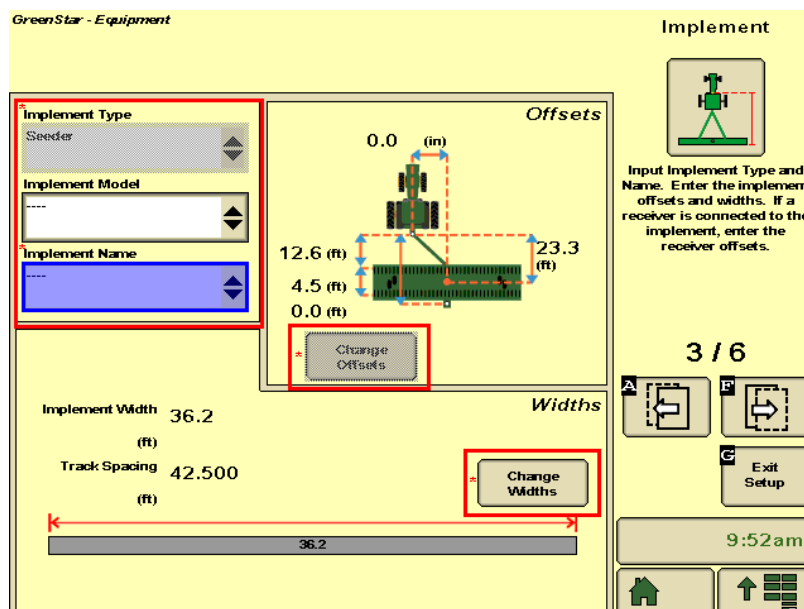 GreenStar - Equipment
Implement
*
Implement Type
Seeder
Implement Model
----
*
Implement Name
----
Offsets
0.0 (in)
12.6 (ft)
4.5 (ft)
0.0 (ft)
23.3
(ft)
*
Change
Offsets
Input Implement Type and
Name. Enter the implement
offsets and widths. If a
receiver is connected to the
implement, enter the
receiver offsets.
3 / 6
A
F
G
Exit
Setup
Widths
Implement Width 36.2
(ft)
Track Spacing 42.500
(ft)
*
Change
Widths
36.2
9:52am